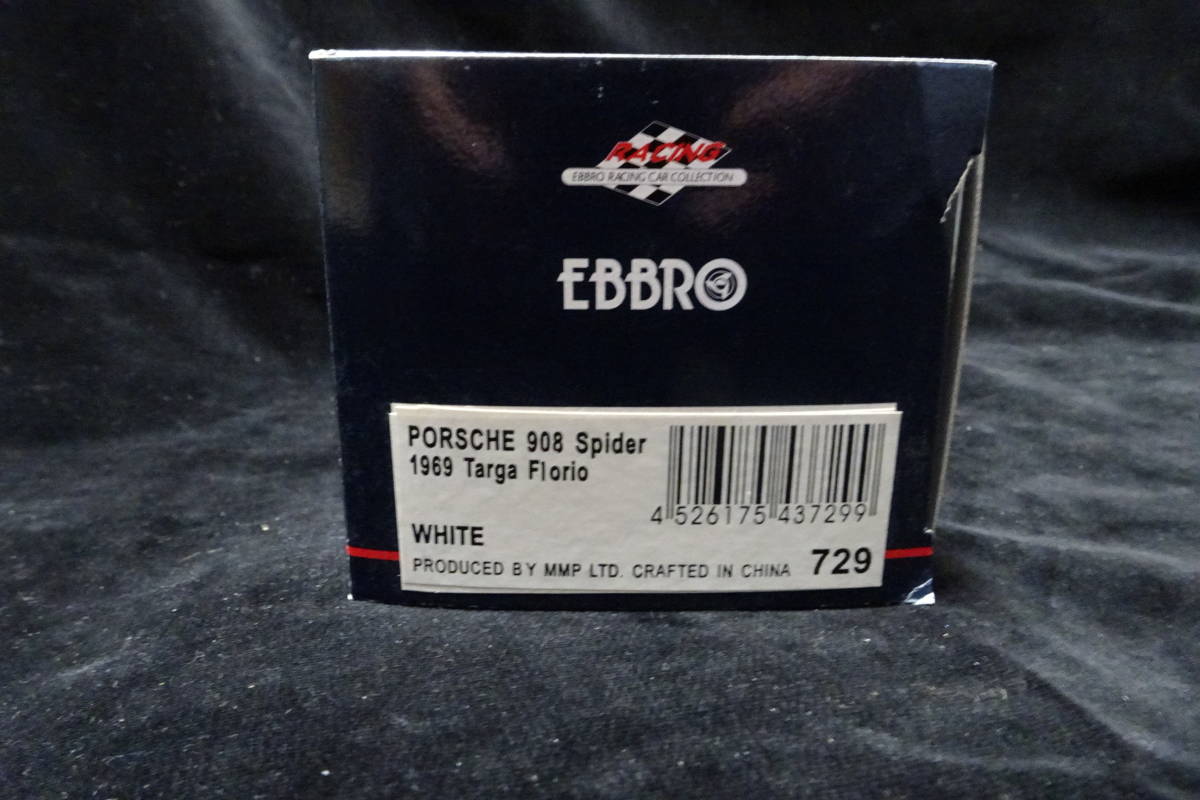 RACING
EBBRO RACING CAR COLLECTION
EBBRO
PORSCHE 908 Spider
1969 Targa Florio
4 526175 437299
WHITE
PRODUCED BY MMP LTD. CRAFTED IN CHINA 729